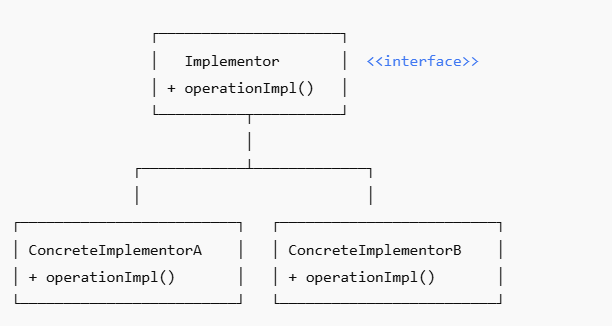 Implementor <<interface>>
+ operationImpl()
ConcreteImplementorA ConcreteImplementorB
+ operationImpl() + operationImpl()